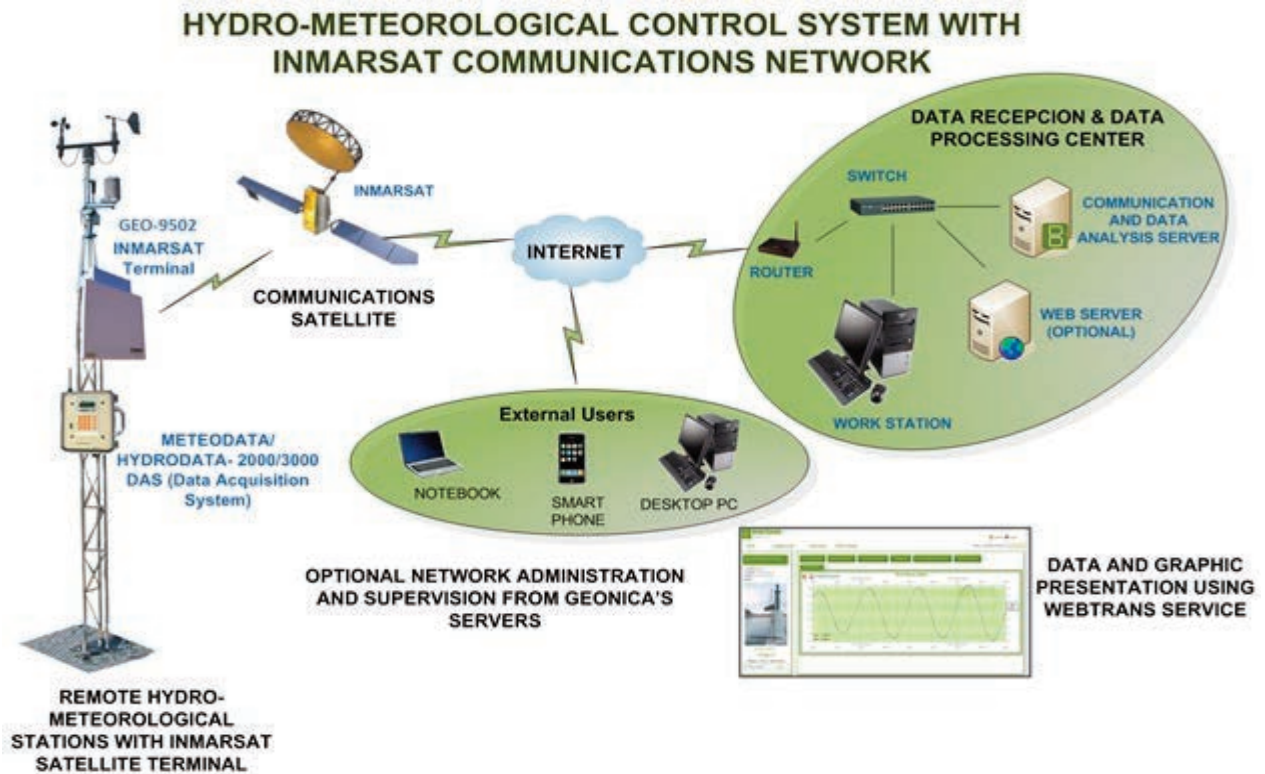 HYDRO-METEOROLOGICAL CONTROL SYSTEM WITH
INMARSAT COMMUNICATIONS NETWORK
GEO-9502
INMARSAT
Terminal
INMARSAT
COMMUNICATIONS
SATELLITE
INTERNET
DATA RECEPCION & DATA
PROCESSING CENTER
SWITCH
ROUTER
COMMUNICATION
AND DATA
ANALYSIS SERVER
WEB SERVER
(OPTIONAL)
WORK STATION
METEODATA/
HYDRODATA- 2000/3000
DAS (Data Acquisition
System)
External Users
NOTEBOOK
SMART
PHONE
DESKTOP PC
OPTIONAL NETWORK ADMINISTRATION
AND SUPERVISION FROM GEONICA'S
SERVERS
DATA AND GRAPHIC
PRESENTATION USING
WEBTRANS SERVICE
REMOTE HYDRO-
METEOROLOGICAL
STATIONS WITH INMARSAT
SATELLITE TERMINAL